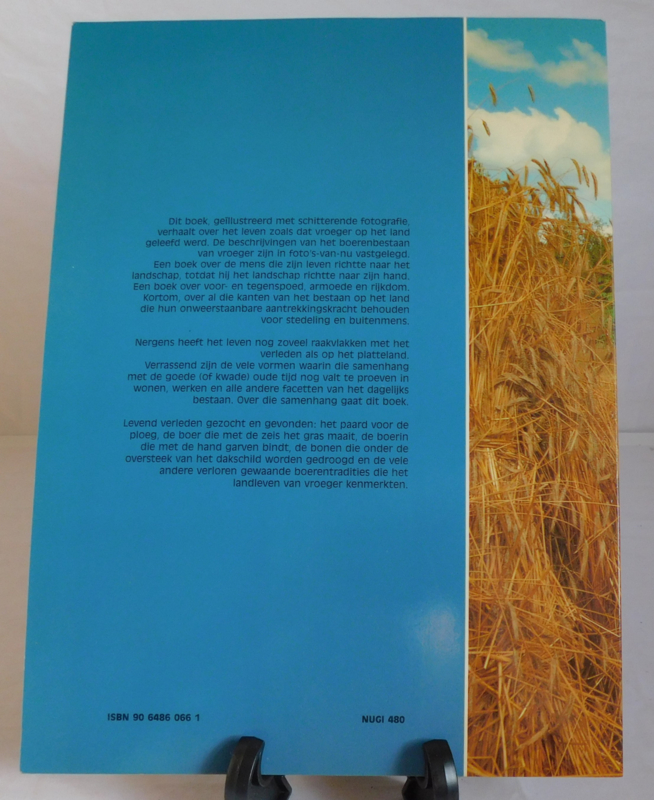 Dit boek, geïllustreerd met schitterende fotografie,
verhaalt over het leven zoals dat vroeger op het land
geleefd werd. De beschrijvingen van het boerenbestaan
van vroeger zijn in foto's-van-nu vastgelegd.
Een boek over de mens die zijn leven richtte naar het
landschap, totdat hij het landschap richtte naar zijn hand.
Een boek over voor- en tegenspoed, armoede en rijkdom.
Kortom, over al die kanten van het bestaan op het land
die hun onweerstaanbare aantrekkingskracht behouden
voor stedeling en buitenmens.
Nergens heeft het leven nog zoveel raakvlakken met het
verleden als op het platteland.
Verrassend zijn de vele vormen waarin die samenhang
met de goede (of kwade) oude tijd nog valt te proeven in
wonen, werken en alle andere facetten van het dagelijks
bestaan. Over die samenhang gaat dit boek.
Levend verleden gezocht en gevonden: het paard voor de
ploeg, de boer die met de zeis het gras maait, de boerin
die met de hand garven bindt, de bonen die onder de
oversteek van het dakschild worden gedroogd en de vele
andere verloren gewaande boerentradities die het
landleven van vroeger kenmerkten.
ISBN 90 6486 066 1
NUGI 480